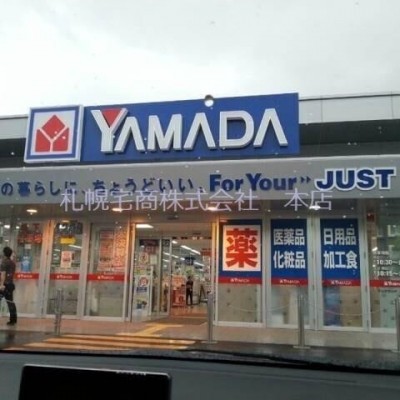 YAMADA
の暮らしに、ちょうどいい。For Your” JUST
札幌宅商株式会社 本店
薬
医薬品
化粧品
日用品
加工食